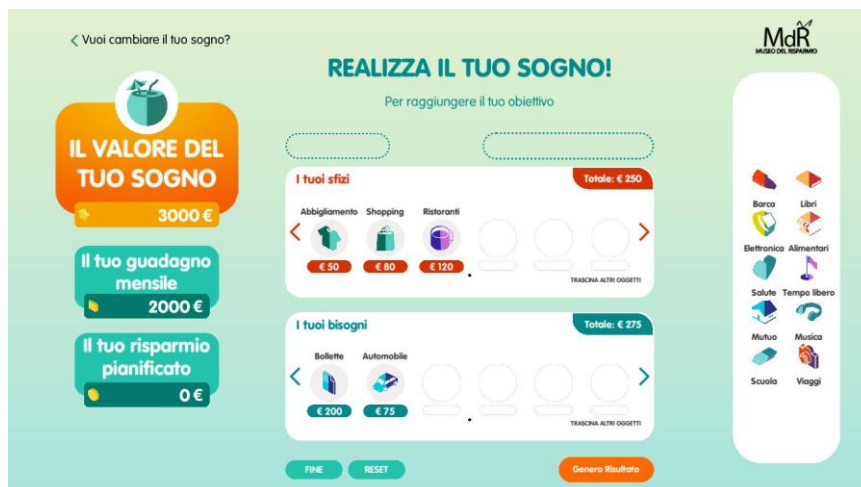 Vuoi cambiare il tuo sogno?
MdR
MUSEO DEL RISPARMIO
REALIZZA IL TUO SOGNO!
Per raggiungere il tuo obiettivo
IL VALORE DEL
TUO SOGNO
3000 €
Il tuo guadagno
mensile
2000 €
Il tuo risparmio
pianificato
0 €
I tuoi sfizi
Totale: € 250
Abbigliamento Shopping Ristoranti
€ 50 € 80 € 120
TRASCINA ALTRI OGGETTI
I tuoi bisogni
Totale: € 275
Bollette Automobile
€ 200 € 75
TRASCINA ALTRI OGGETTI
FINE RESET Genera Risultato
Barca Libri
Elettronica Alimentari
Salute Tempo libero
Mutuo Musica
Scuola Viaggi